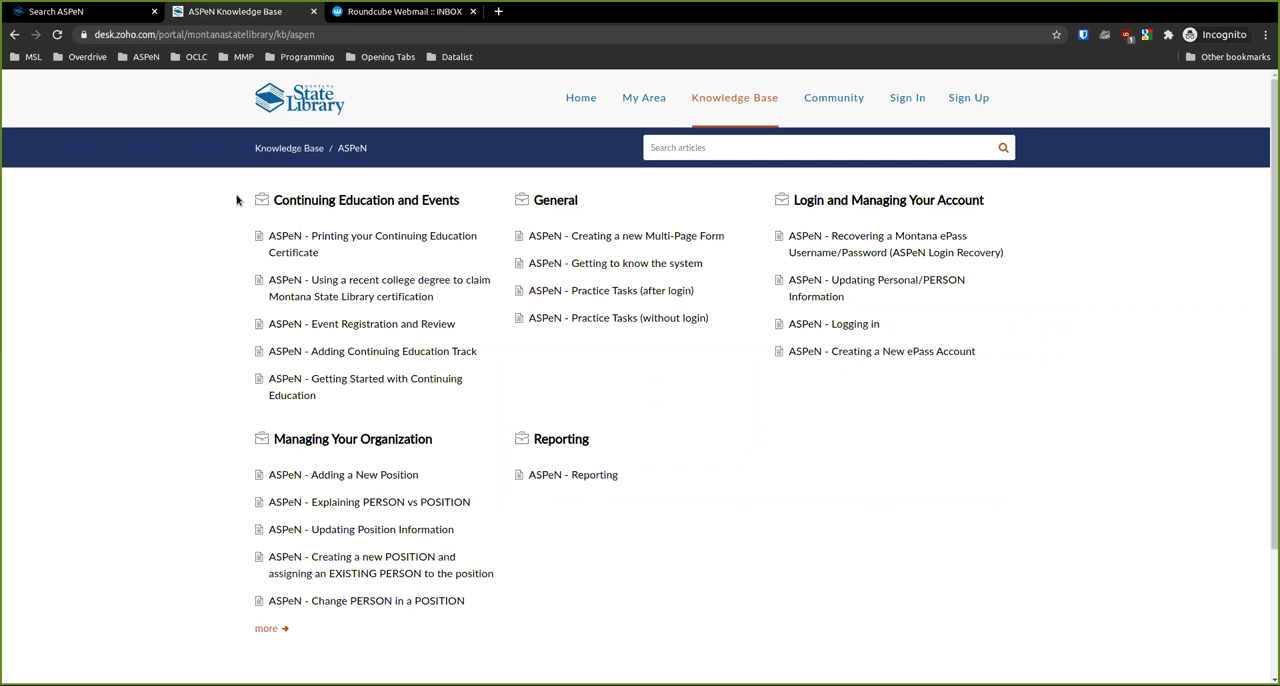 Search ASPeN
ASPeN Knowledge Base
Roundcube Webmail :: INBOX
desk.zoho.com/portal/montanastatelibrary/kb/aspen
Incognito
MSL
Overdrive
ASPeN
OCLC
MMP
Programming
Opening Tabs
Datalist
Other bookmarks
MONTANA
State
Library
Home
My Area
Knowledge Base
Community
Sign In
Sign Up
Knowledge Base / ASPeN
Search articles
Continuing Education and Events
ASPeN - Printing your Continuing Education
Certificate
ASPeN - Using a recent college degree to claim
Montana State Library certification
ASPeN - Event Registration and Review
ASPeN - Adding Continuing Education Track
ASPeN - Getting Started with Continuing
Education
General
ASPeN - Creating a new Multi-Page Form
ASPeN - Getting to know the system
ASPeN - Practice Tasks (after login)
ASPeN - Practice Tasks (without login)
Login and Managing Your Account
ASPeN - Recovering a Montana ePass
Username/Password (ASPeN Login Recovery)
ASPeN - Updating Personal/PERSON
Information
ASPeN - Logging in
ASPeN - Creating a New ePass Account
Managing Your Organization
ASPeN - Adding a New Position
ASPeN - Explaining PERSON vs POSITION
ASPeN - Updating Position Information
ASPeN - Creating a new POSITION and
assigning an EXISTING PERSON to the position
ASPeN - Change PERSON in a POSITION
more
Reporting
ASPeN - Reporting